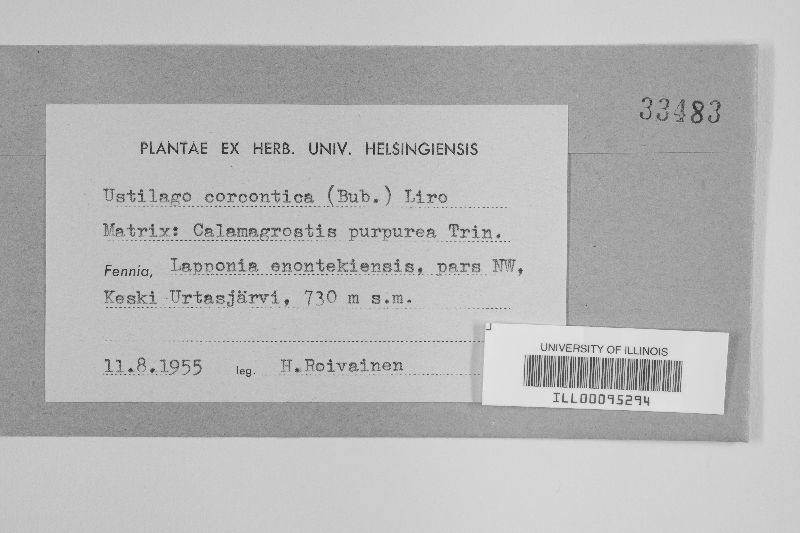 33483
PLANTAE EX HERB. UNIV. HELSINGIENSIS
Ustilago corcontica (Bub.) Liro
Matrix: Calamagrostis purpurea Trin.
Fennia, Lapponia enontekiensis, pars NW,
Keski Urtasjärvi, 730 m s.m.
11.8.1955 leg. H.Roivainen
UNIVERSITY OF ILLINOIS
ILL00095294